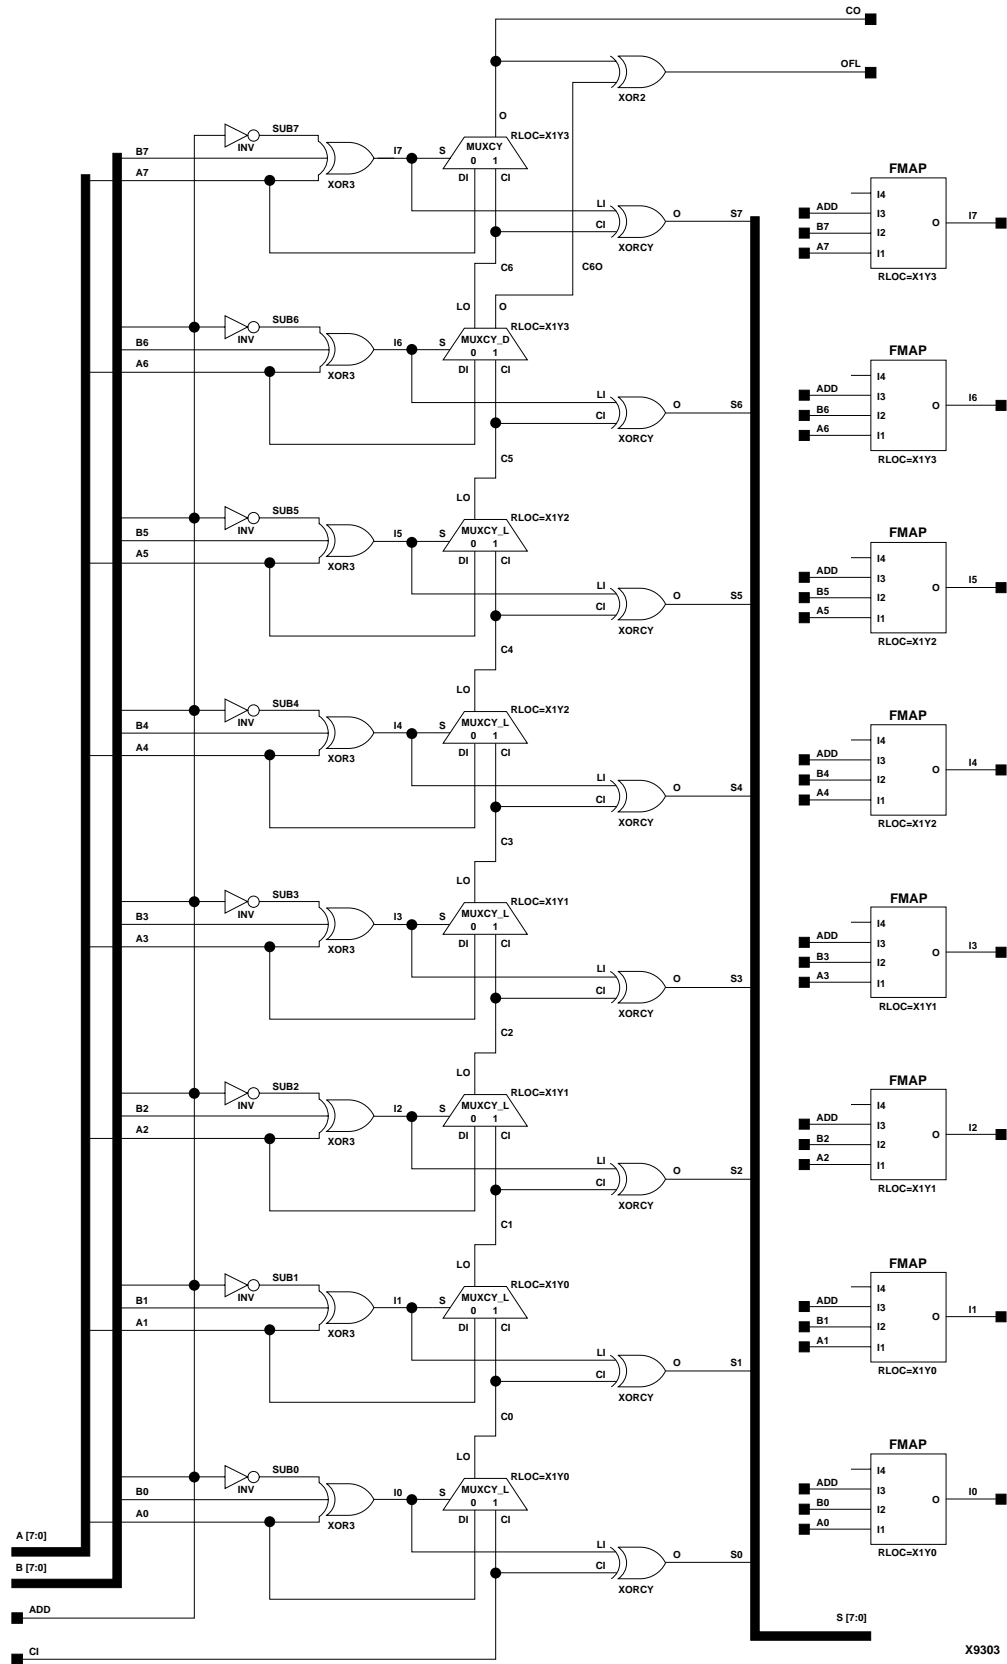 CO
OFL
XOR2
O
SUB7
INV
B7
A7
XOR3
I7
S
MUXCY
0 1
DI
CI
RLOC=X1Y3
LI
CI
O
S7
XORCY
C6
C6O
LO
O
SUB6
INV
B6
A6
XOR3
I6
S
MUXCY_D
0 1
DI
CI
RLOC=X1Y3
LI
CI
O
S6
XORCY
C5
LO
SUB5
INV
B5
A5
XOR3
I5
S
MUXCY_L
0 1
DI
CI
RLOC=X1Y2
LI
CI
O
S5
XORCY
C4
LO
SUB4
INV
B4
A4
XOR3
I4
S
MUXCY_L
0 1
DI
CI
RLOC=X1Y2
LI
CI
O
S4
XORCY
C3
LO
SUB3
INV
B3
A3
XOR3
I3
S
MUXCY_L
0 1
DI
CI
RLOC=X1Y1
LI
CI
O
S3
XORCY
C2
LO
SUB2
INV
B2
A2
XOR3
I2
S
MUXCY_L
0 1
DI
CI
RLOC=X1Y1
LI
CI
O
S2
XORCY
C1
LO
SUB1
INV
B1
A1
XOR3
I1
S
MUXCY_L
0 1
DI
CI
RLOC=X1Y0
LI
CI
O
S1
XORCY
C0
LO
SUB0
INV
B0
A0
XOR3
I0
S
MUXCY_L
0 1
DI
CI
RLOC=X1Y0
LI
CI
O
S0
XORCY
A [7:0]
B [7:0]
ADD
CI
S [7:0]
FMAP
I4
ADD I3
B7 I2
A7 I1
O
I7
RLOC=X1Y3
FMAP
I4
ADD I3
B6 I2
A6 I1
O
I6
RLOC=X1Y3
FMAP
I4
ADD I3
B5 I2
A5 I1
O
I5
RLOC=X1Y2
FMAP
I4
ADD I3
B4 I2
A4 I1
O
I4
RLOC=X1Y2
FMAP
I4
ADD I3
B3 I2
A3 I1
O
I3
RLOC=X1Y1
FMAP
I4
ADD I3
B2 I2
A2 I1
O
I2
RLOC=X1Y1
FMAP
I4
ADD I3
B1 I2
A1 I1
O
I1
RLOC=X1Y0
FMAP
I4
ADD I3
B0 I2
A0 I1
O
I0
RLOC=X1Y0
X9303